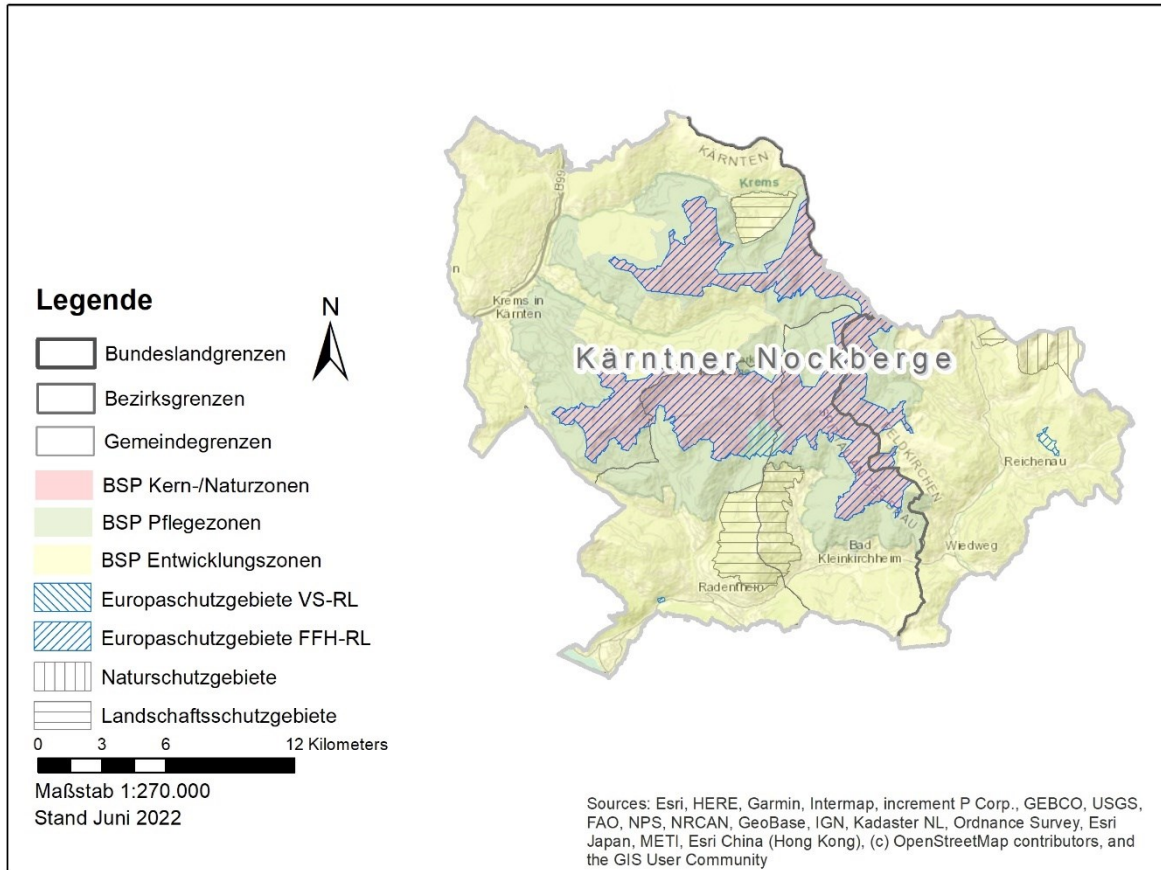 KÄRNTEN
B99
Krems
Krems in
Kärnten
Kärntner Nockberge
FELDKIRCHEN
Reichenau
Bad
Kleinkirchheim
Wiedweg
Radenthein
Legende
N
Bundeslandgrenzen
Bezirksgrenzen
Gemeindegrenzen
BSP Kern-/Naturzonen
BSP Pflegezonen
BSP Entwicklungszonen
Europaschutzgebiete VS-RL
Europaschutzgebiete FFH-RL
Naturschutzgebiete
Landschaftsschutzgebiete
0 3 6 12 Kilometers
Maßstab 1:270.000
Stand Juni 2022
Sources: Esri, HERE, Garmin, Intermap, increment P Corp., GEBCO, USGS,
FAO, NPS, NRCAN, GeoBase, IGN, Kadaster NL, Ordnance Survey, Esri
Japan, METI, Esri China (Hong Kong), (c) OpenStreetMap contributors, and
the GIS User Community